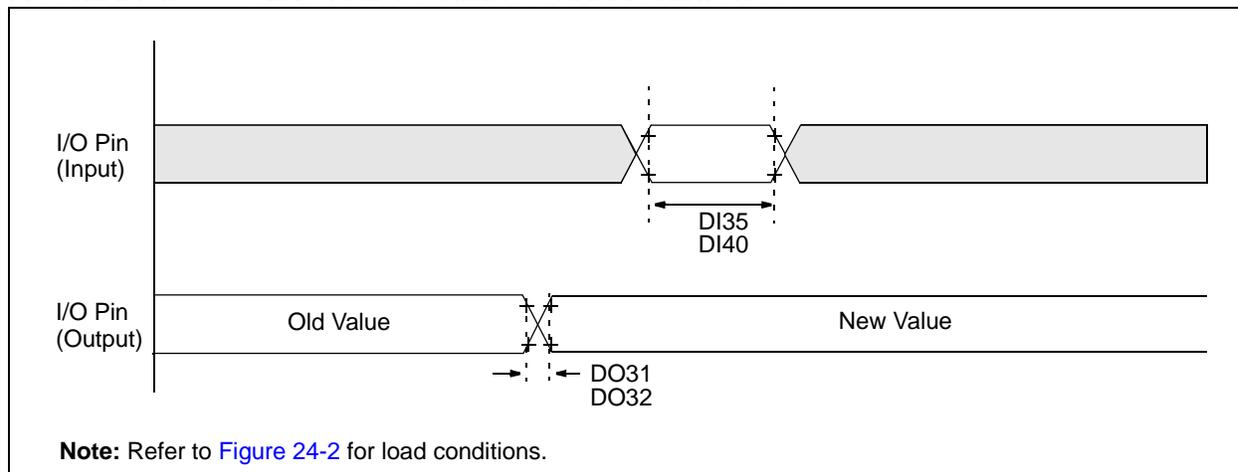 I/O Pin
(Input)
DI35
DI40
I/O Pin
(Output)
Old Value
New Value
DO31
DO32
Note: Refer to Figure 24-2 for load conditions.